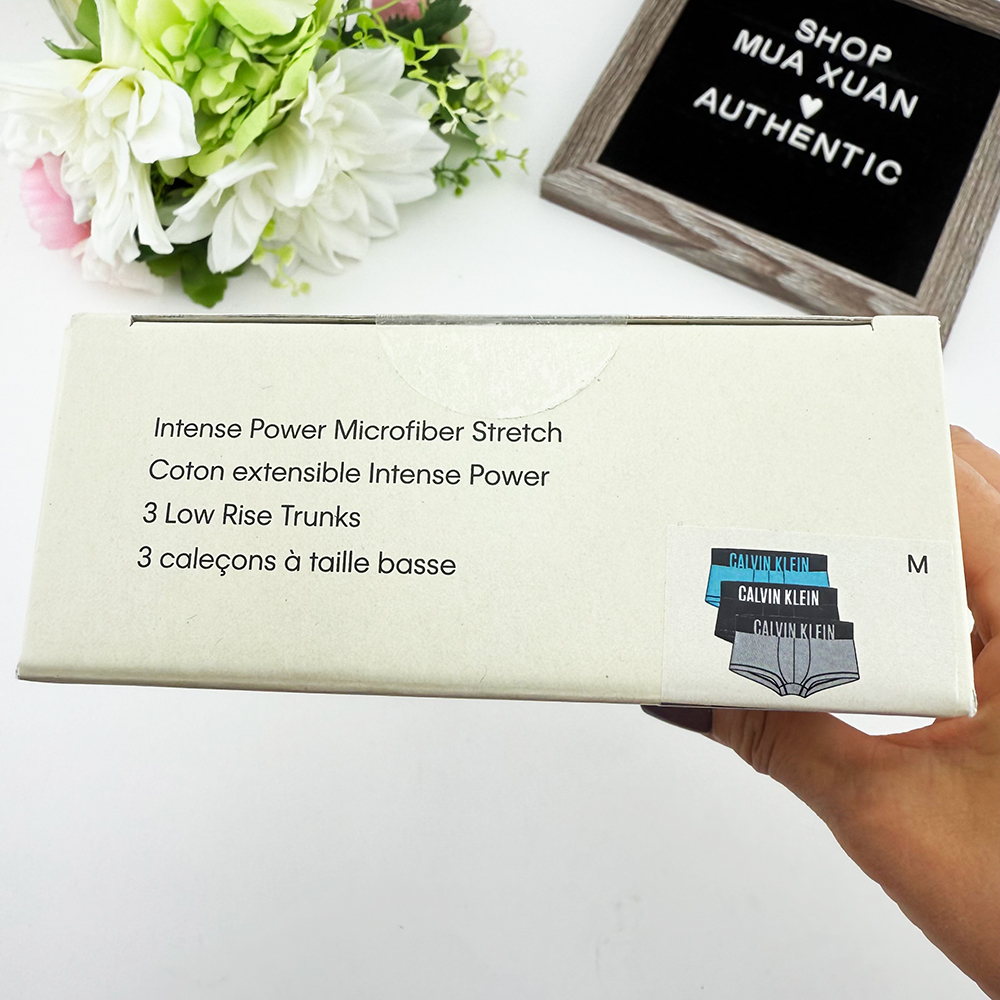 SHOP
MUA XUAN
AUTHENTIC
Intense Power Microfiber Stretch
Coton extensible Intense Power
3 Low Rise Trunks
3 caleçons à taille basse
M
CALVIN KLEIN
CALVIN KLEIN
CALVIN KLEIN